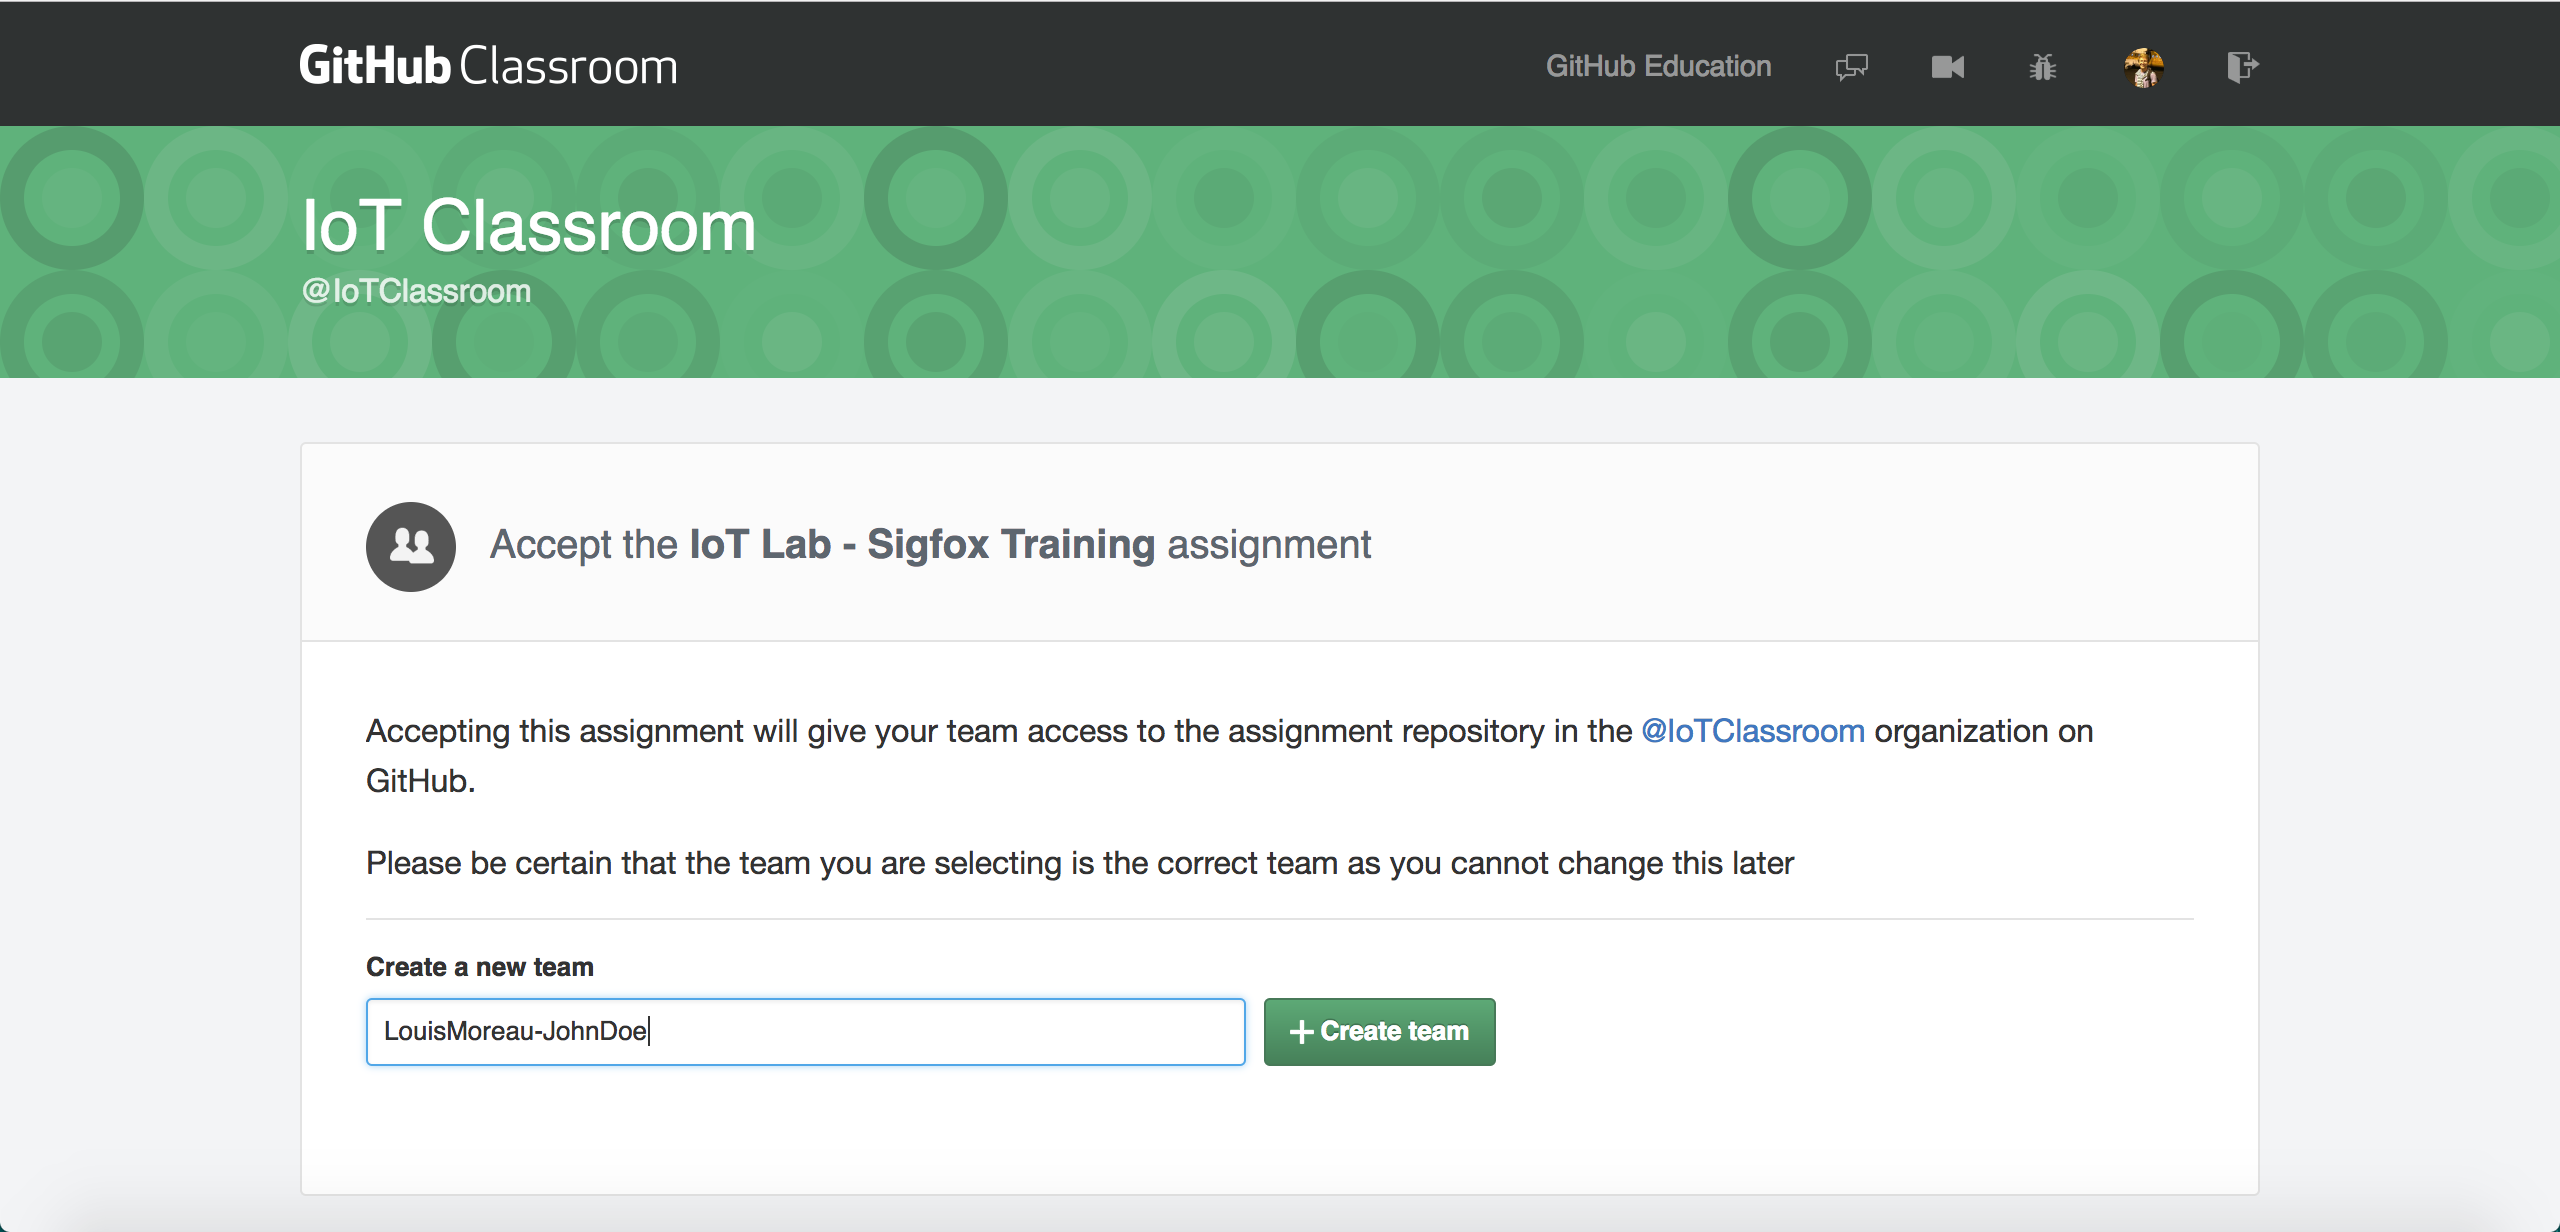 GitHub Classroom
GitHub Education
IoT Classroom
@IoTClassroom
Accept the IoT Lab - Sigfox Training assignment
Accepting this assignment will give your team access to the assignment repository in the @IoTClassroom organization on
GitHub.
Please be certain that the team you are selecting is the correct team as you cannot change this later
Create a new team
LouisMoreau-JohnDoe
Create team